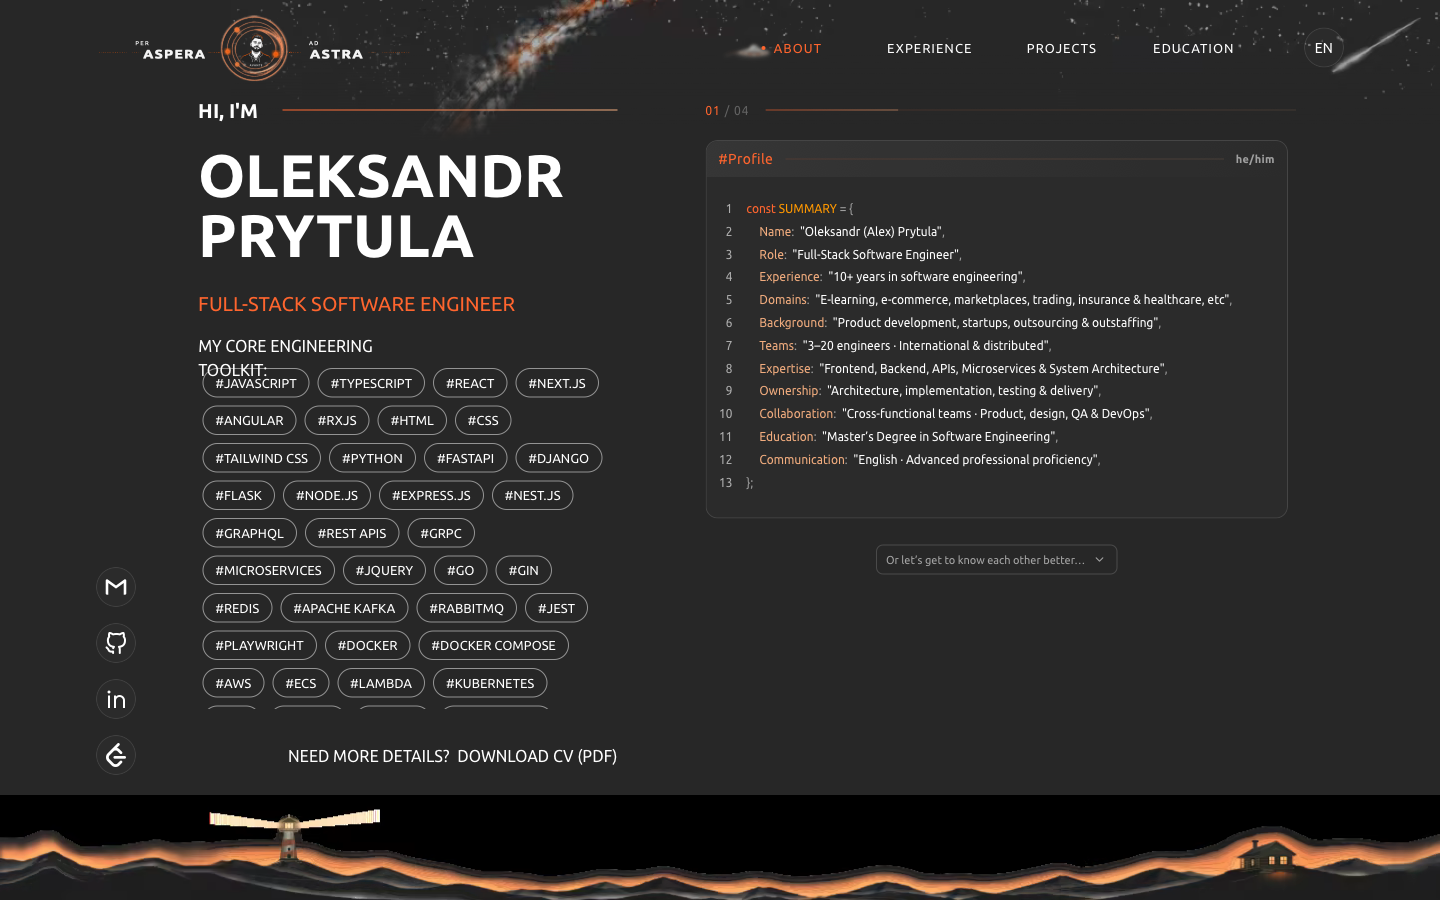 PER
ASPERA
AD
ASTRA
ABOUT
EXPERIENCE
PROJECTS
EDUCATION
EN
HI, I'M
OLEKSANDR
PRYTULA
FULL-STACK SOFTWARE ENGINEER
MY CORE ENGINEERING
TOOLKIT:
#JAVASCRIPT #TYPESCRIPT #REACT #NEXT.JS
#ANGULAR #RXJS #HTML #CSS
#TAILWIND CSS #PYTHON #FASTAPI #DJANGO
#FLASK #NODE.JS #EXPRESS.JS #NEST.JS
#GRAPHQL #REST APIS #GRPC
#MICROSERVICES #JQUERY #GO #GIN
#REDIS #APACHE KAFKA #RABBITMQ #JEST
#PLAYWRIGHT #DOCKER #DOCKER COMPOSE
#AWS #ECS #LAMBDA #KUBERNETES
NEED MORE DETAILS? DOWNLOAD CV (PDF)
01 / 04
#Profile
he/him
1 const SUMMARY = {
2 Name: "Oleksandr (Alex) Prytula",
3 Role: "Full-Stack Software Engineer",
4 Experience: "10+ years in software engineering",
5 Domains: "E-learning, e-commerce, marketplaces, trading, insurance & healthcare, etc",
6 Background: "Product development, startups, outsourcing & outstaffing",
7 Teams: "3–20 engineers · International & distributed",
8 Expertise: "Frontend, Backend, APIs, Microservices & System Architecture",
9 Ownership: "Architecture, implementation, testing & delivery",
10 Collaboration: "Cross-functional teams · Product, design, QA & DevOps",
11 Education: "Master’s Degree in Software Engineering",
12 Communication: "English · Advanced professional proficiency",
13 };
Or let’s get to know each other better...
in